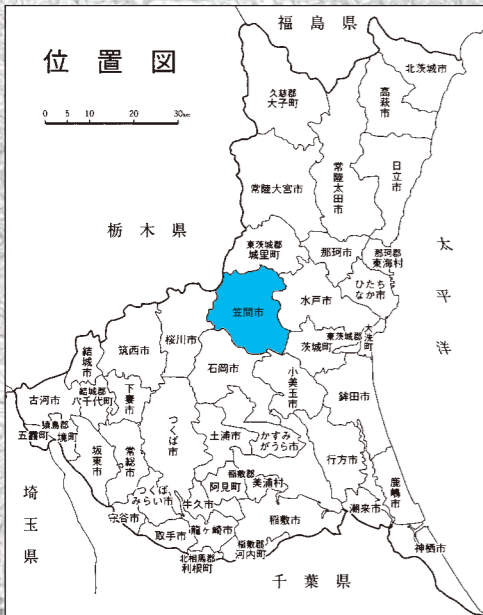 福島県
位置図
0 5 10 20 30km
北茨城市
久慈郡
大子町
高萩市
常陸大宮市
常陸太田市
日立市
栃木県
太平洋
東茨城郡
城里町
那珂市
那珂郡
東海村
ひたち
なか市
笠間市
水戸市
大洗町
東茨城郡
茨城町
桜川市
筑西市
結城市
石岡市
小美玉市
鉾田市
古河市
結城郡
八千代町
下妻市
つくば市
猿島郡
境町
五霞町
坂東市
常総市
土浦市
かすみ
がうら市
行方市
稲敷郡
阿見町
美浦村
鹿嶋市
つくば
みらい市
牛久市
潮来市
守谷市
取手市
龍ヶ崎市
稲敷市
稲敷郡
河内町
北相馬郡
利根町
神栖市
埼玉県
千葉県